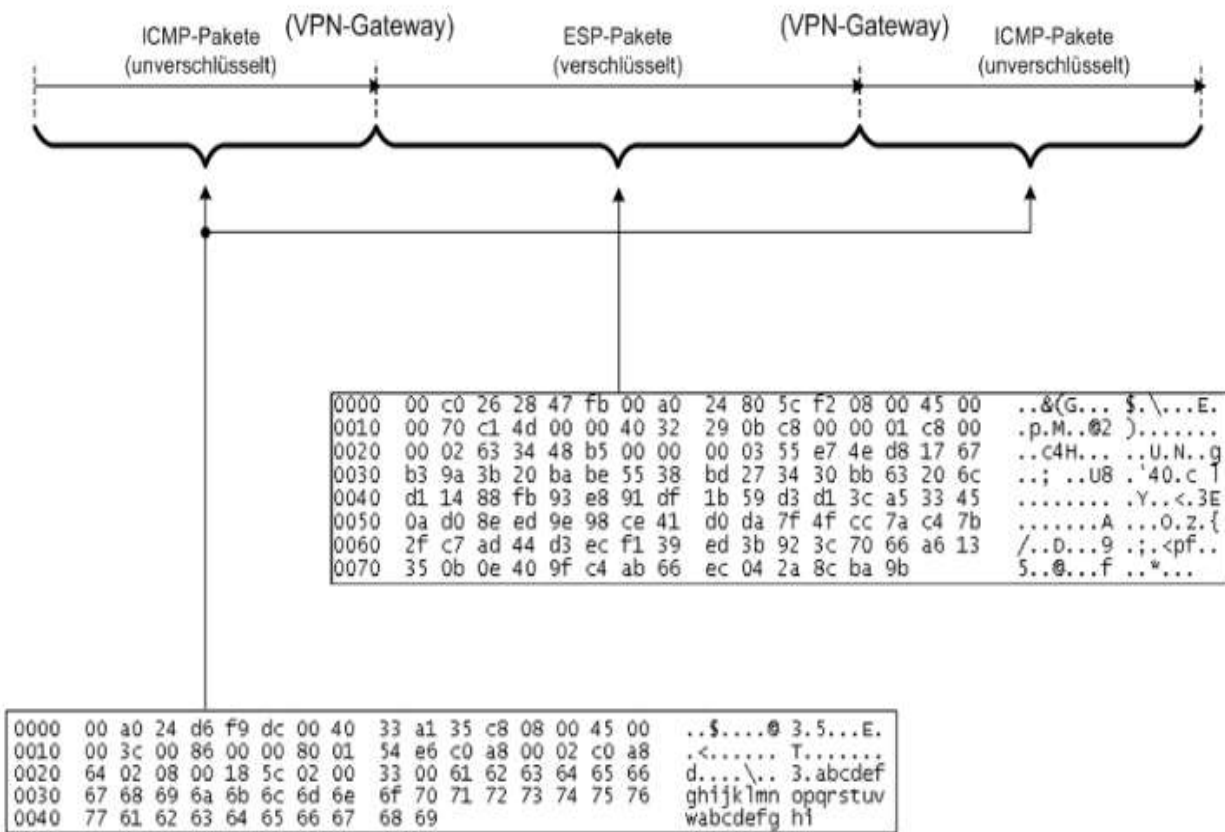 ICMP-Pakete (VPN-Gateway) ESP-Pakete (VPN-Gateway) ICMP-Pakete
(unverschlüsselt) (verschlüsselt) (unverschlüsselt)
0000 00 c0 26 28 47 fb 00 a0 24 80 5c f2 08 00 45 00 ..&(G... $.\...E.
0010 00 70 c1 4d 00 00 40 32 29 0b c8 00 00 01 c8 00 .p.M..@2 ).......
0020 00 02 63 34 48 b5 00 00 00 03 55 e7 4e d8 17 67 ..c4H... ..U.N..g
0030 b3 9a 3b 20 ba be 55 38 bd 27 34 30 bb 63 20 6c ..; ..U8 .'40.c l
0040 d1 14 88 fb 93 e8 91 df 1b 59 d3 d1 3c a5 33 45 ........ .Y..<.3E
0050 0a d0 8e ed 9e 98 ce 41 d0 da 7f 4f cc 7a c4 7b .......A ...O.z.{
0060 2f c7 ad 44 d3 ec f1 39 ed 3b 92 3c 70 66 a6 13 /..D...9 .;.<pf..
0070 35 0b 0e 40 9f c4 ab 66 ec 04 2a 8c ba 9b 5..@...f ..*...
0000 00 a0 24 d6 f9 dc 00 40 33 a1 35 c8 08 00 45 00 ..$....@ 3.5...E.
0010 00 3c 00 86 00 00 80 01 54 e6 c0 a8 00 02 c0 a8 .<...... T.......
0020 64 02 08 00 18 5c 02 00 33 00 61 62 63 64 65 66 d....\.. 3.abcdef
0030 67 68 69 6a 6b 6c 6d 6e 6f 70 71 72 73 74 75 76 ghijklmn opqrstuv
0040 77 61 62 63 64 65 66 67 68 69 wabcdefg hi